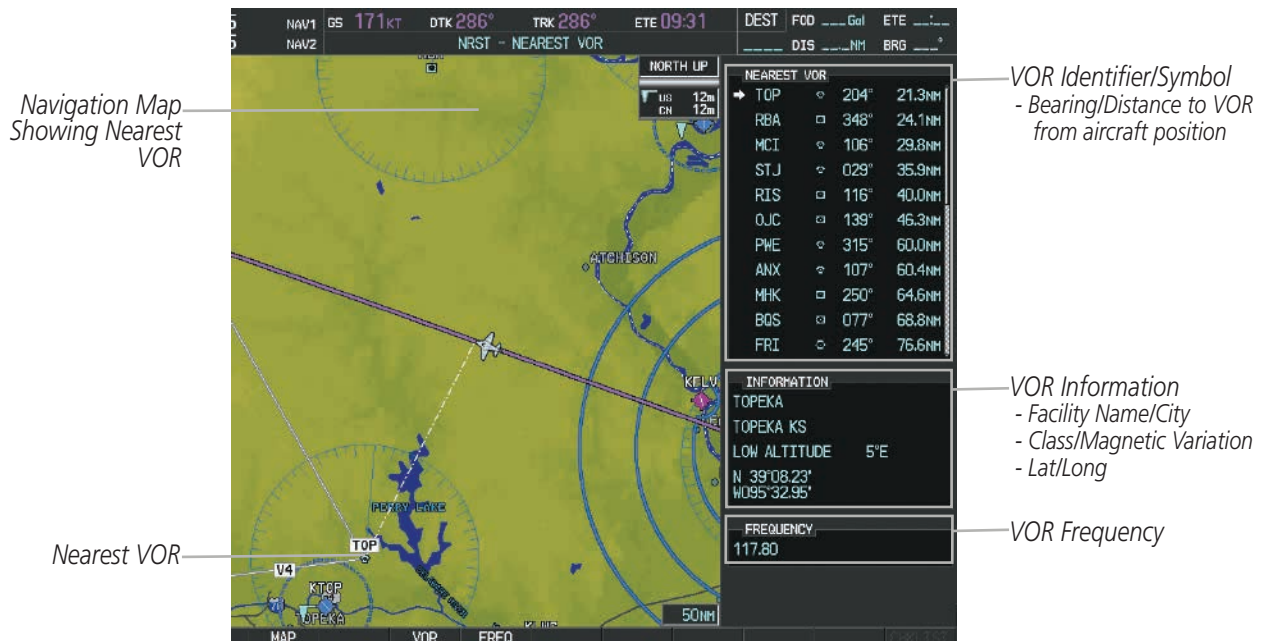 NAV1 GS 171KT DTK 286° TRK 286° ETE 09:31
NAV2 NRST - NEAREST VOR
DEST FOD ___Gal ETE __:__
____ DIS __._NM BRG ___°
Navigation Map
Showing Nearest
VOR
NORTH UP
US 12m
CN 12m
ATCHISON
PERRY LAKE
TOP
V4
KTOP
TOPEKA
50NM
Nearest VOR
NEAREST VOR
TOP 204° 21.3NM
RBA 348° 24.1NM
MCI 106° 29.8NM
STJ 029° 35.9NM
RIS 116° 40.0NM
OJC 139° 46.3NM
PWE 315° 60.0NM
ANX 107° 60.4NM
MHK 250° 64.6NM
BQS 077° 68.8NM
FRI 245° 76.6NM
VOR Identifier/Symbol
- Bearing/Distance to VOR
from aircraft position
INFORMATION
TOPEKA
TOPEKA KS
LOW ALTITUDE 5°E
N 39°08.23'
W095°32.95'
VOR Information
- Facility Name/City
- Class/Magnetic Variation
- Lat/Long
FREQUENCY
117.80
VOR Frequency
MAP VOR FREQ